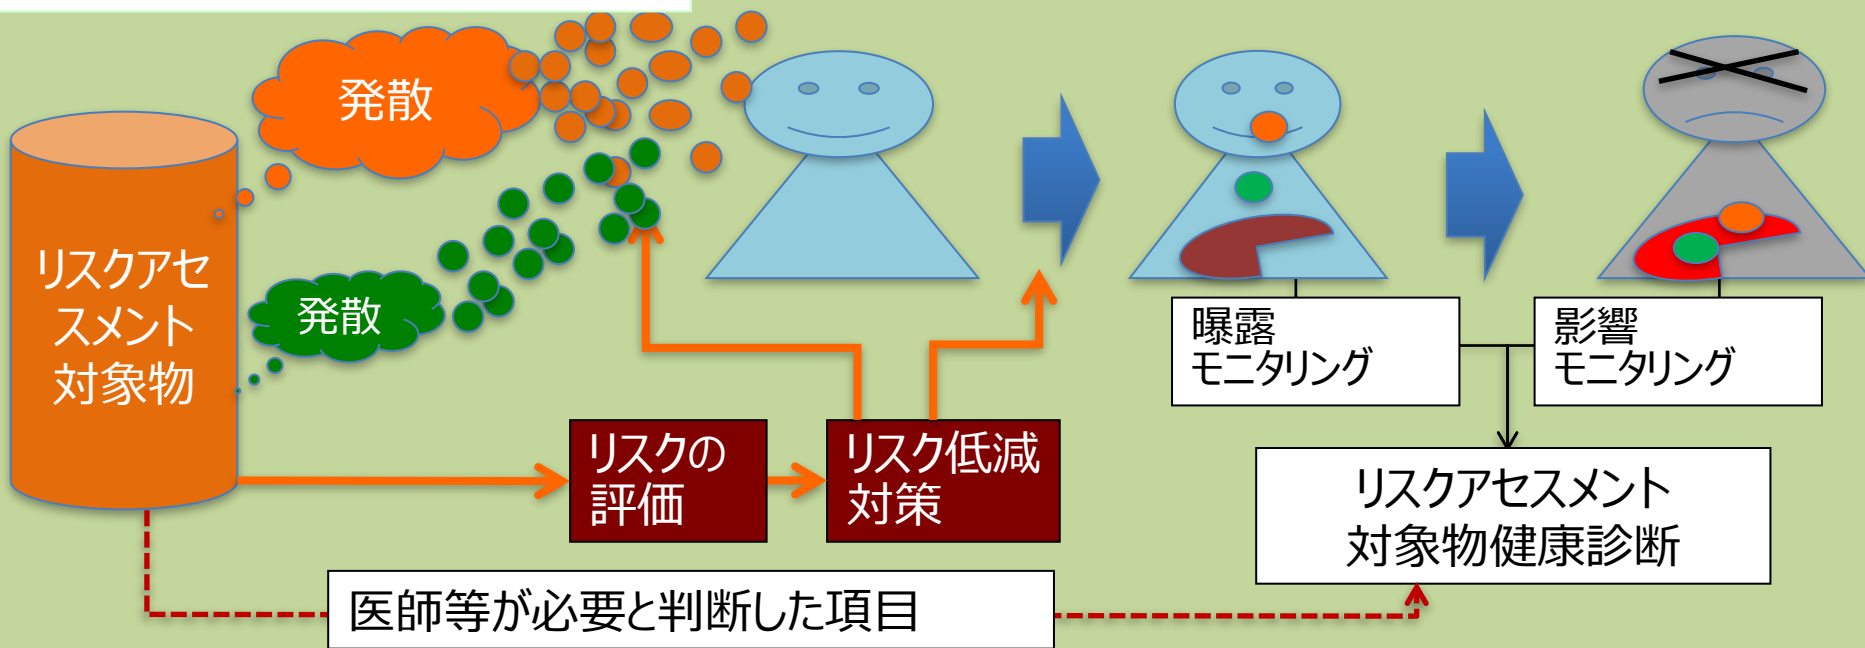 発散
リスクアセ
スメント
対象物
発散
曝露
モニタリング
影響
モニタリング
リスクの
評価
リスク低減
対策
リスクアセスメント
対象物健康診断
医師等が必要と判断した項目